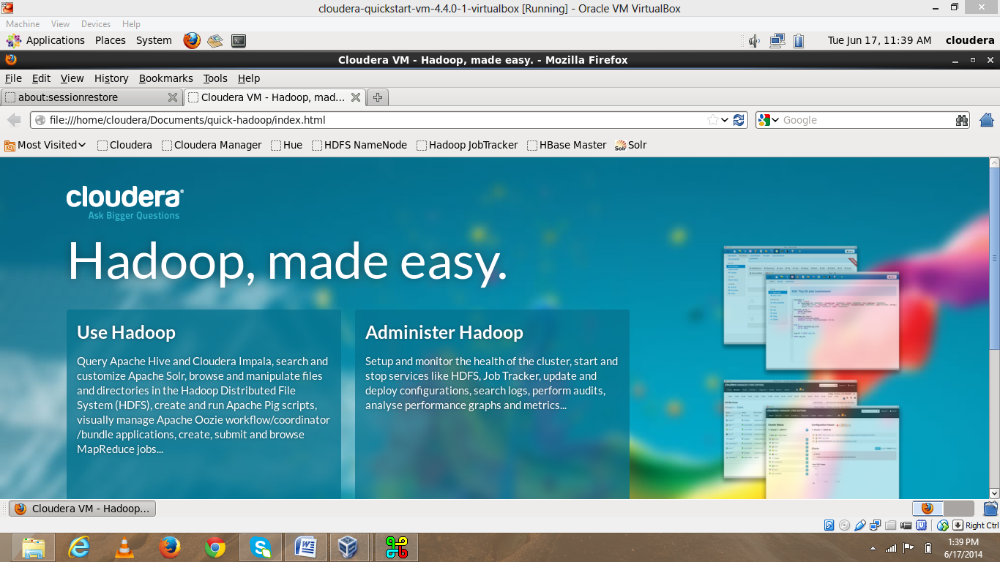 cloudera-quickstart-vm-4.4.0-1-virtualbox [Running] - Oracle VM VirtualBox
Machine View Devices Help
Applications Places System Tue Jun 17, 11:39 AM cloudera
Cloudera VM - Hadoop, made easy. - Mozilla Firefox
File Edit View History Bookmarks Tools Help
about:sessionrestore Cloudera VM - Hadoop, mad...
file:///home/cloudera/Documents/quick-hadoop/index.html Google
Most Visited Cloudera Cloudera Manager Hue HDFS NameNode Hadoop JobTracker HBase Master Solr Solr
cloudera
Ask Bigger Questions
Hadoop, made easy.
Use Hadoop
Query Apache Hive and Cloudera Impala, search and
customize Apache Solr, browse and manipulate files
and directories in the Hadoop Distributed File
System (HDFS), create and run Apache Pig scripts,
visually manage Apache Oozie workflow/coordinator
/bundle applications, create, submit and browse
MapReduce jobs...
Administer Hadoop
Setup and monitor the health of the cluster, start and
stop services like HDFS, Job Tracker, update and
deploy configurations, search logs, perform audits,
analyse performance graphs and metrics...
Cloudera VM - Hadoop...
Right Ctrl
1:39 PM
6/17/2014